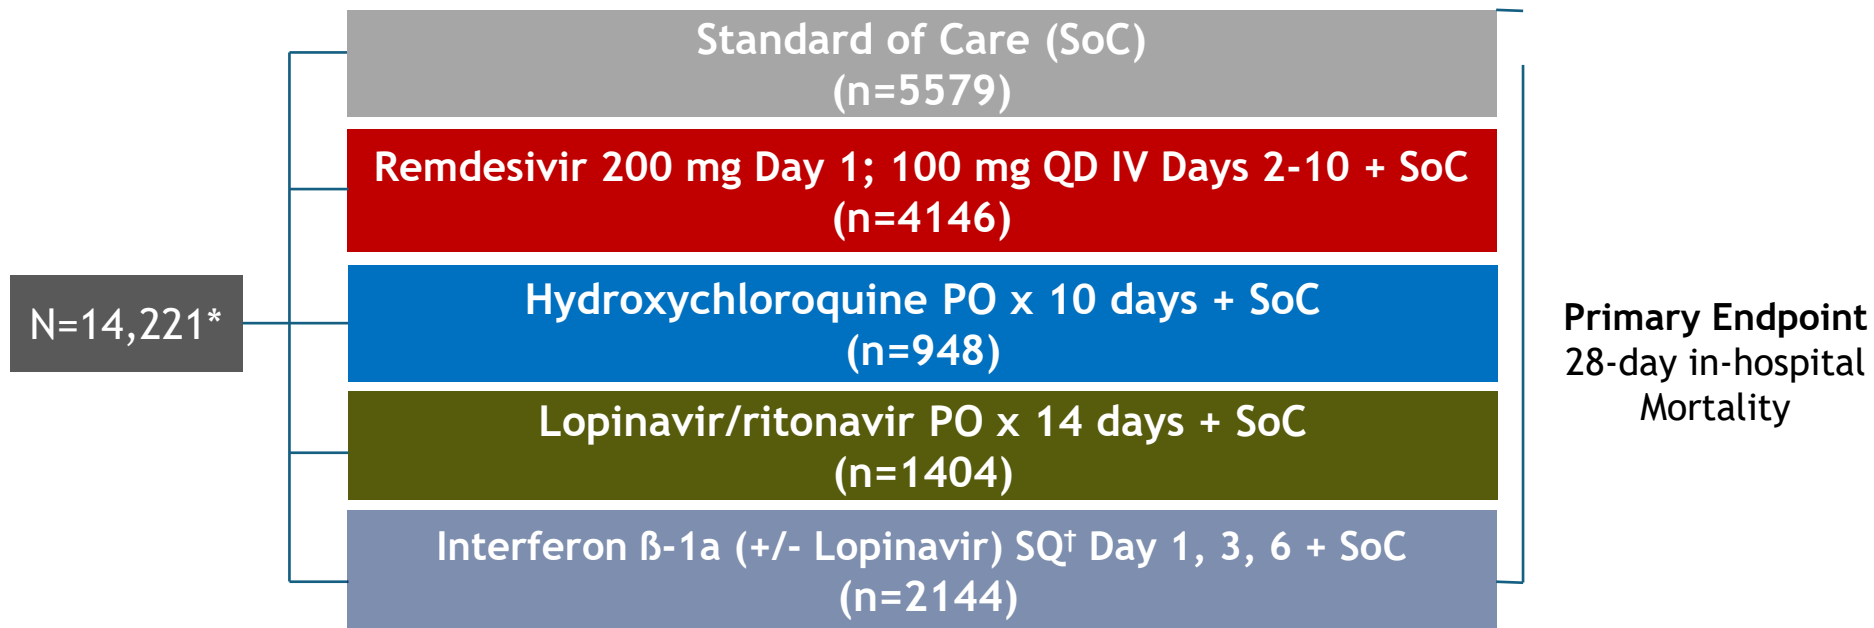 N=14,221*
Standard of Care (SoC)
(n=5579)
Remdesivir 200 mg Day 1; 100 mg QD IV Days 2-10 + SoC
(n=4146)
Hydroxychloroquine PO x 10 days + SoC
(n=948)
Lopinavir/ritonavir PO x 14 days + SoC
(n=1404)
Interferon ß-1a (+/- Lopinavir) SQ† Day 1, 3, 6 + SoC
(n=2144)
Primary Endpoint
28-day in-hospital
Mortality